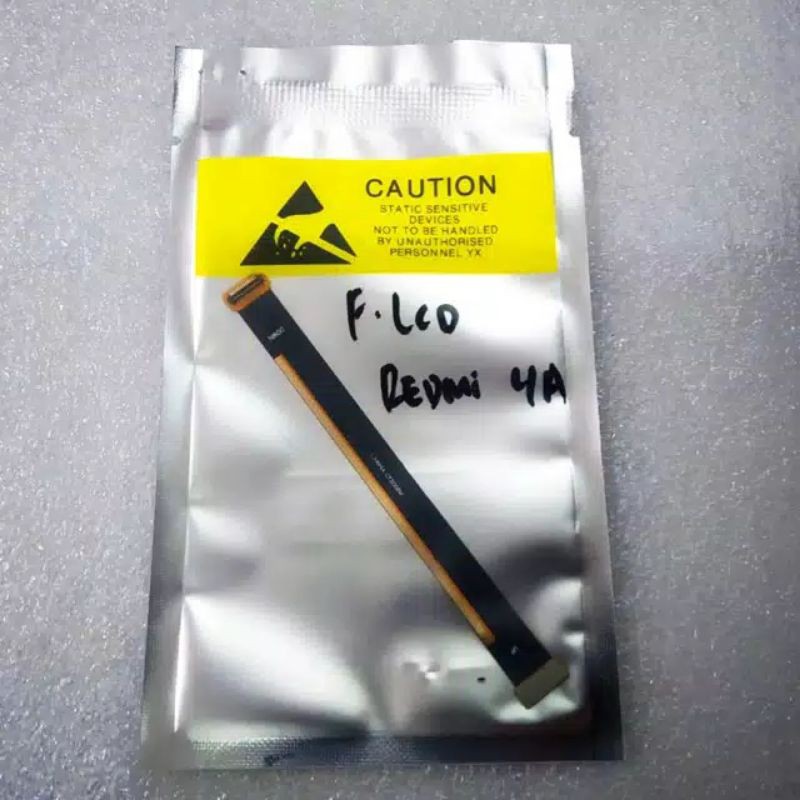 CAUTION
STATIC SENSITIVE
DEVICES
NOT TO BE HANDLED
BY UNAUTHORISED
PERSONNEL YX
F. LCD
REDMI 4A